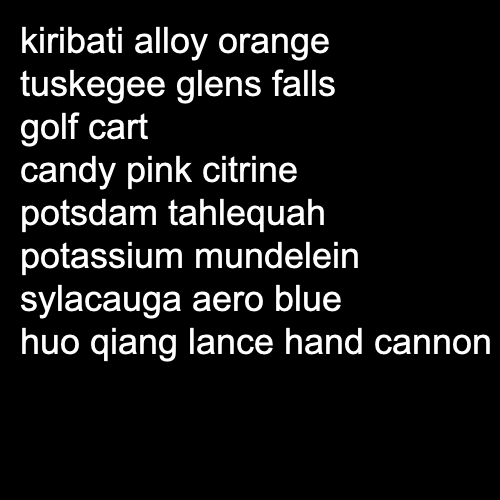 kiribati alloy orange
tuskegee glens falls
golf cart
candy pink citrine
potsdam tahlequah
potassium mundelein
sylacauga aero blue
huo qiang lance hand cannon